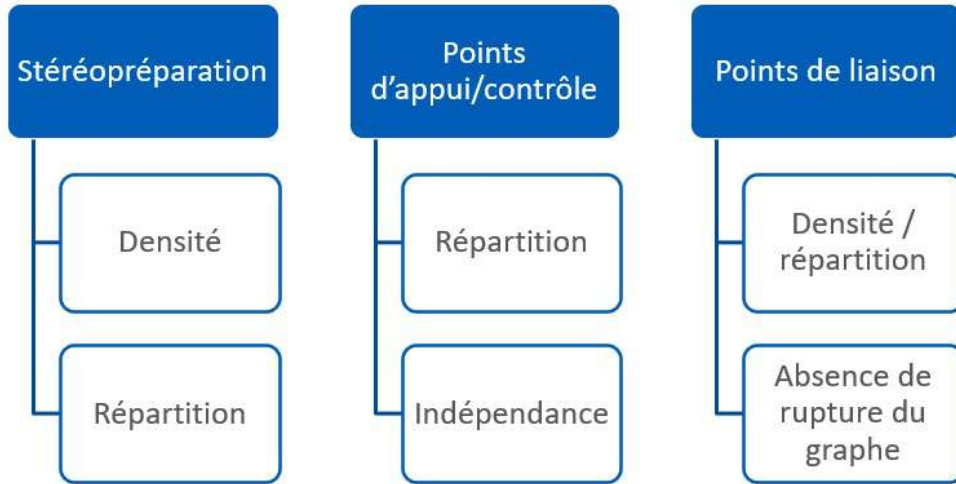 Stéréopréparation
Densité
Répartition
Points
d'appui/contrôle
Répartition
Indépendance
Points de liaison
Densité /
répartition
Absence de
rupture du
graphe